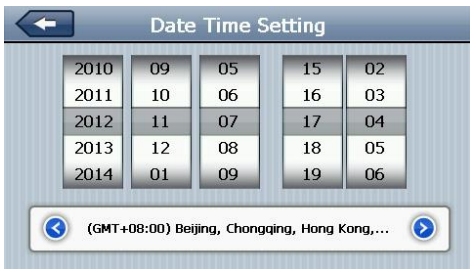 Date Time Setting
2010 09 05 15 02
2011 10 06 16 03
2012 11 07 17 04
2013 12 08 18 05
2014 01 09 19 06
(GMT+08:00) Beijing, Chongqing, Hong Kong,...